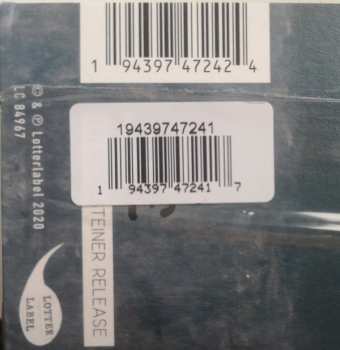 1 94397 47242 4
19439747241
1 94397 47241 7
© & ℗ Lotterlabel 2020
LC 84967
TEINER RELEASE
LOTTER
LABEL